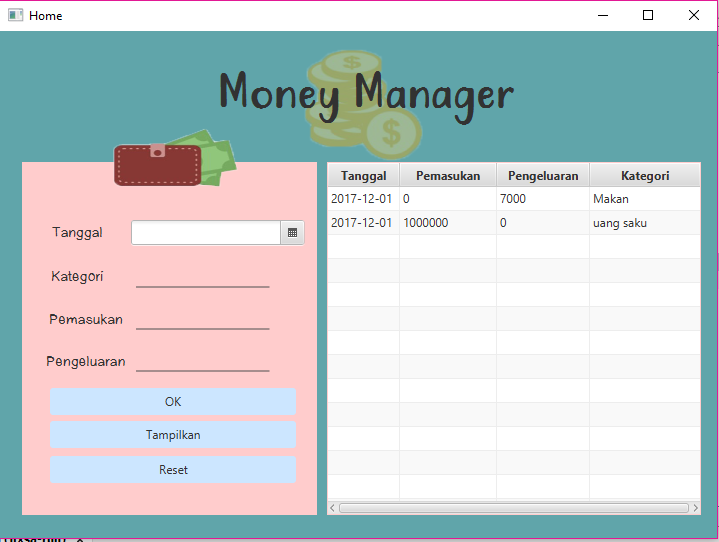 Home
Money Manager
Tanggal
Kategori
Pemasukan
Pengeluaran
OK
Tampilkan
Reset
Tanggal Pemasukan Pengeluaran Kategori
2017-12-01 0 7000 Makan
2017-12-01 1000000 0 uang saku